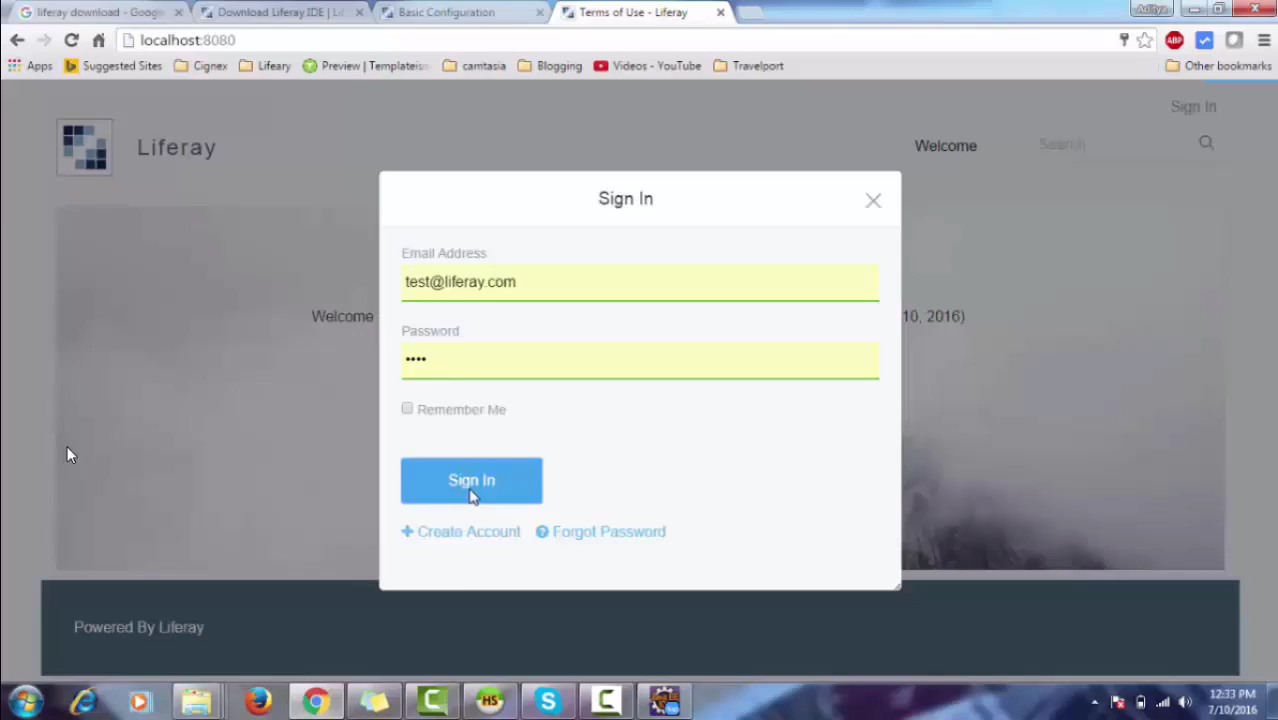 liferay download - Goog
Download Liferay IDE | Li
Basic Configuration
Terms of Use - Liferay
Aditya
localhost:8080
ABP
Apps
Suggested Sites
Cignex
Lifeary
Preview | Templateis
camtasia
Blogging
Videos - YouTube
Travelport
Other bookmarks
Sign In
Liferay
Welcome
Search
Sign In
Email Address
test@liferay.com
Welcome
10, 2016)
Password
••••
Remember Me
Sign In
Create Account
Forgot Password
Powered By Liferay
HS
12:33 PM
7/10/2016